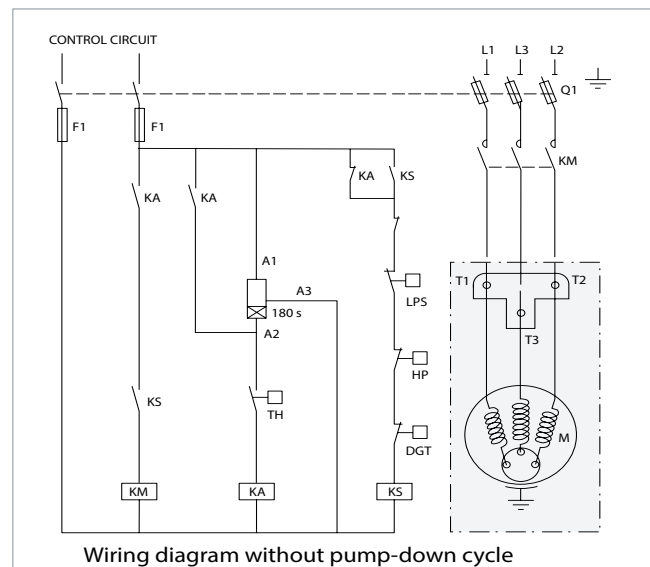 CONTROL CIRCUIT
L1 L3 L2
Q1
F1 F1
KM
KA KA KA KS
A1
A3
180 s
A2
LPS
T1 T2
T3
HP
TH
KS
M
DGT
KM KA KS
Wiring diagram without pump-down cycle